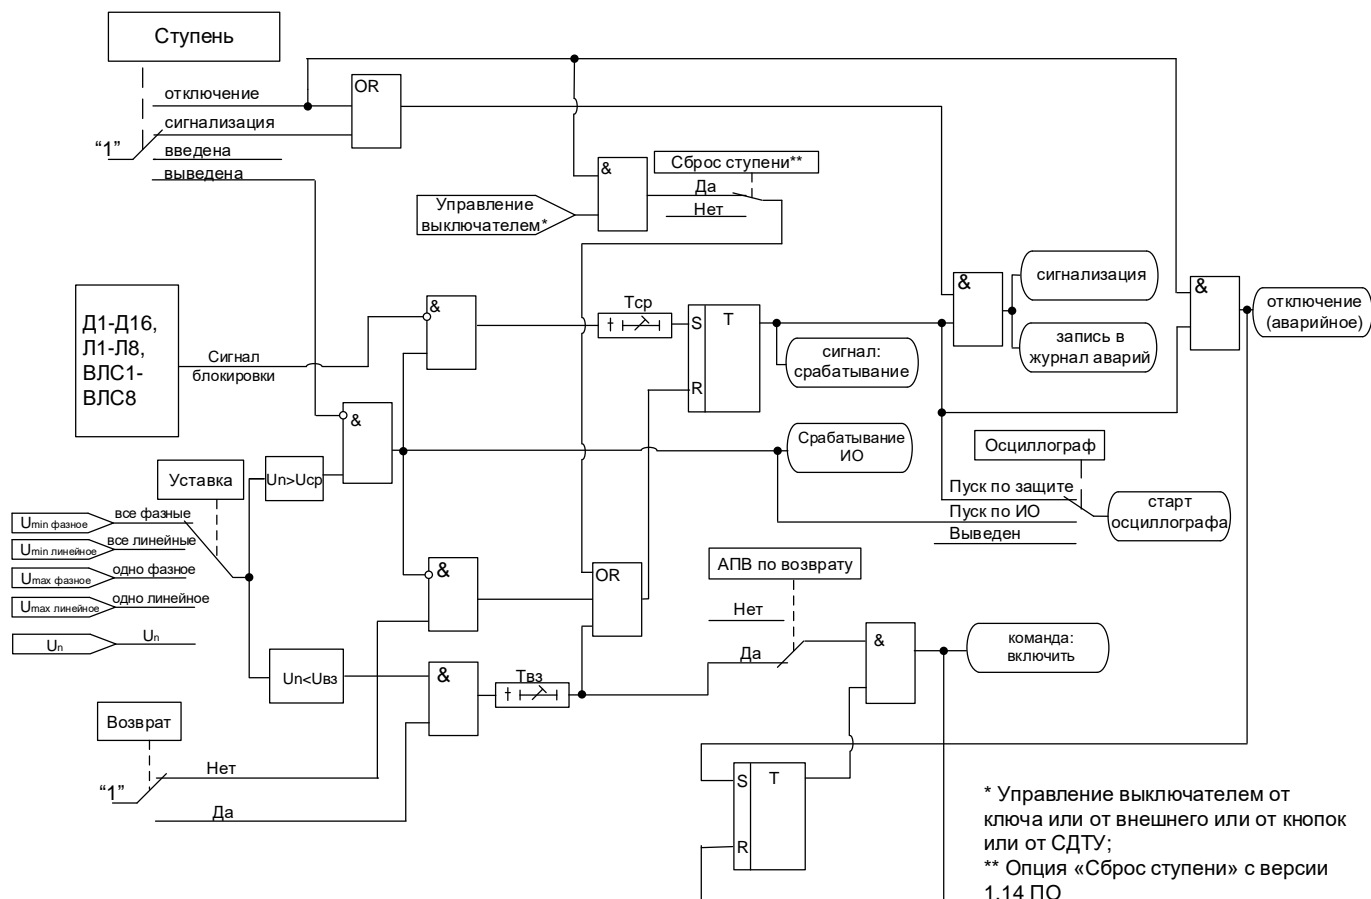 Ступень
отключение
сигнализация
"1"
введена
выведена
OR
&
Сброс ступени**
Да
Нет
Управление
выключателем*
Д1-Д16,
Л1-Л8,
ВЛС1-
ВЛС8
Сигнал
блокировки
&
Тср
S
T
R
сигнал:
срабатывание
&
сигнализация
запись в
журнал аварий
&
отключение
(аварийное)
&
Срабатывание
ИО
Осциллограф
Пуск по защите
Пуск по ИО
Выведен
старт
осциллографа
Уставка
Un>Uср
Umin фазное
все фазные
Umin линейное
все линейные
Umax фазное
одно фазное
Umax линейное
одно линейное
Un
Un
&
OR
АПВ по возврату
Нет
Да
&
команда:
включить
Un<Uвз
&
Твз
Возврат
Нет
"1"
Да
S
T
R
* Управление выключателем от
ключа или от внешнего или от кнопок
или от СДТУ;
** Опция «Сброс ступени» с версии
1.14 ПО